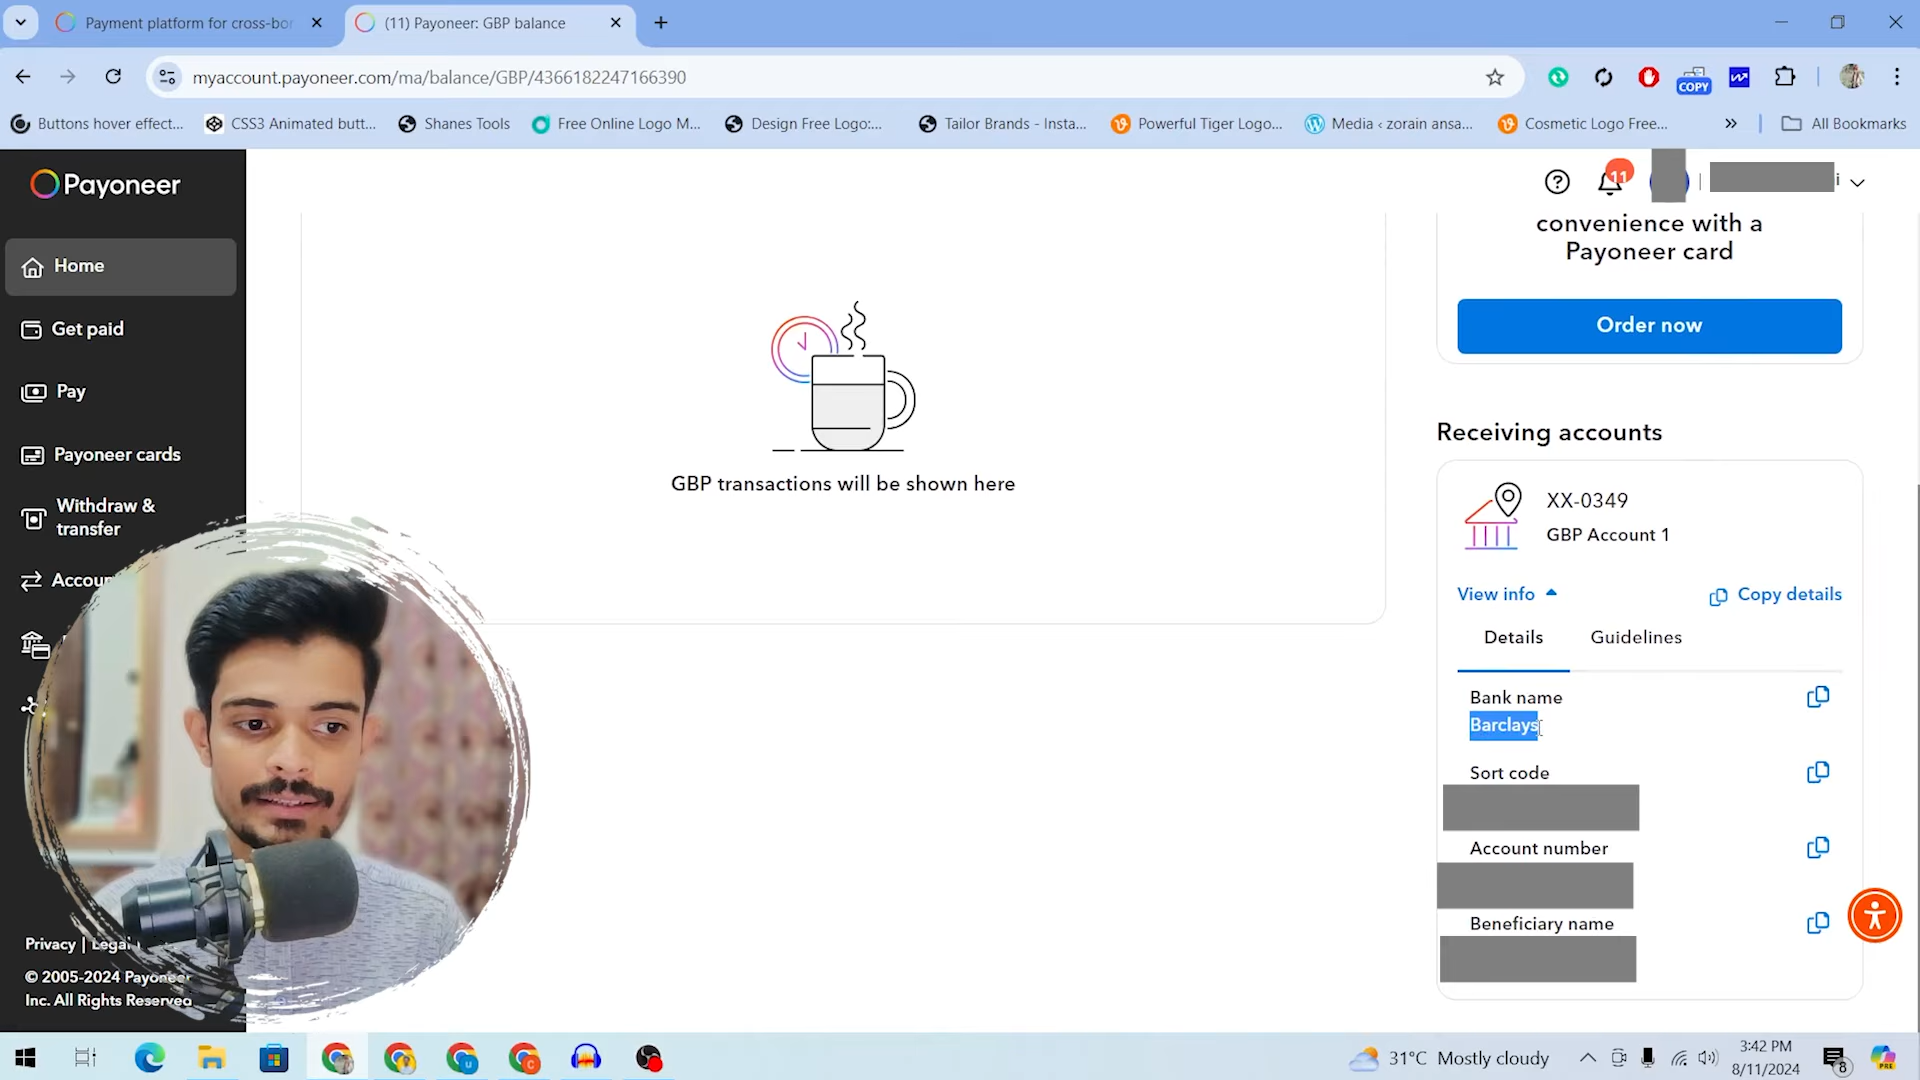 Payment platform for cross-bor
(11) Payoneer: GBP balance
myaccount.payoneer.com/ma/balance/GBP/4366182247166390
COPY
Buttons hover effect...
CSS3 Animated butt...
Shanes Tools
Free Online Logo M...
Design Free Logo:...
Tailor Brands - Insta...
Powerful Tiger Logo...
Media ‹ zorain ansa...
Cosmetic Logo Free...
»
All Bookmarks
Payoneer
11
i
Home
Get paid
Pay
Payoneer cards
Withdraw &
transfer
Accoun
GBP transactions will be shown here
convenience with a
Payoneer card
Order now
Receiving accounts
XX-0349
GBP Account 1
View info
Copy details
Details
Guidelines
Bank name
Barclays
Sort code
Account number
Beneficiary name
Privacy | Legal
© 2005-2024 Payoneer
Inc. All Rights Reserved
31°C Mostly cloudy
3:42 PM
8/11/2024
8
PRE